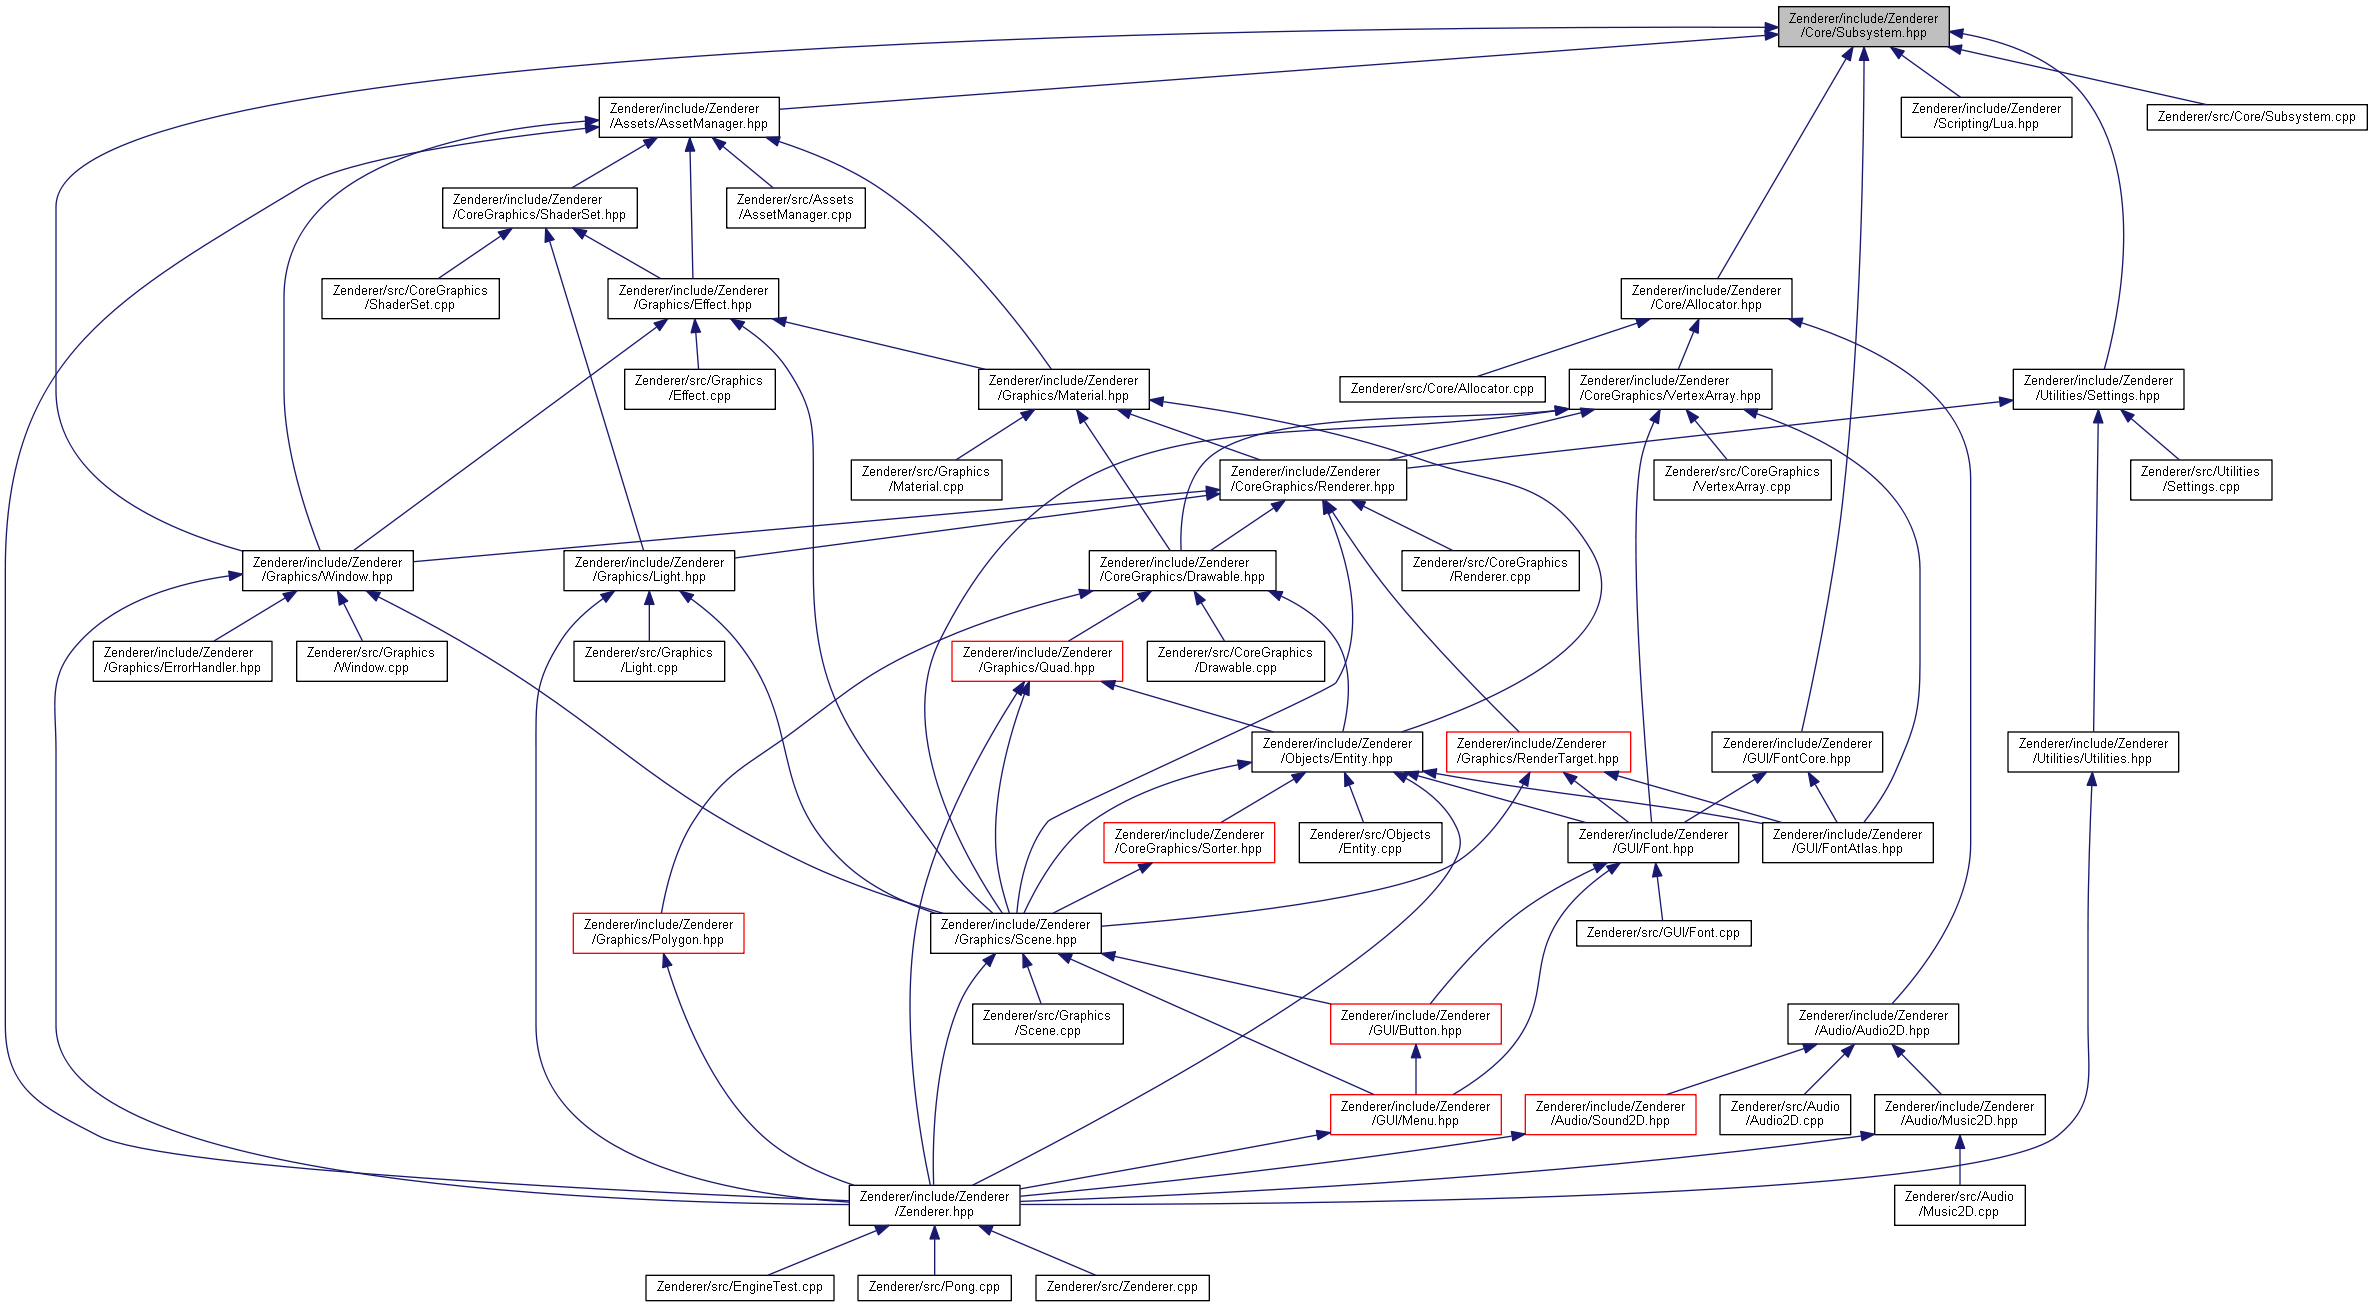 Zenderer/include/Zenderer
/Core/Subsystem.hpp
Zenderer/include/Zenderer
/Assets/AssetManager.hpp
Zenderer/include/Zenderer
/Scripting/Lua.hpp
Zenderer/src/Core/Subsystem.cpp
Zenderer/include/Zenderer
/CoreGraphics/ShaderSet.hpp
Zenderer/src/Assets
/AssetManager.cpp
Zenderer/src/CoreGraphics
/ShaderSet.cpp
Zenderer/include/Zenderer
/Graphics/Effect.hpp
Zenderer/include/Zenderer
/Core/Allocator.hpp
Zenderer/src/Graphics
/Effect.cpp
Zenderer/include/Zenderer
/Graphics/Material.hpp
Zenderer/src/Core/Allocator.cpp
Zenderer/include/Zenderer
/CoreGraphics/VertexArray.hpp
Zenderer/include/Zenderer
/Utilities/Settings.hpp
Zenderer/src/Graphics
/Material.cpp
Zenderer/include/Zenderer
/CoreGraphics/Renderer.hpp
Zenderer/src/CoreGraphics
/VertexArray.cpp
Zenderer/src/Utilities
/Settings.cpp
Zenderer/include/Zenderer
/Graphics/Window.hpp
Zenderer/include/Zenderer
/Graphics/Light.hpp
Zenderer/include/Zenderer
/CoreGraphics/Drawable.hpp
Zenderer/src/CoreGraphics
/Renderer.cpp
Zenderer/include/Zenderer
/Graphics/ErrorHandler.hpp
Zenderer/src/Graphics
/Window.cpp
Zenderer/src/Graphics
/Light.cpp
Zenderer/include/Zenderer
/Graphics/Quad.hpp
Zenderer/src/CoreGraphics
/Drawable.cpp
Zenderer/include/Zenderer
/Objects/Entity.hpp
Zenderer/include/Zenderer
/Graphics/RenderTarget.hpp
Zenderer/include/Zenderer
/GUI/FontCore.hpp
Zenderer/include/Zenderer
/Utilities/Utilities.hpp
Zenderer/include/Zenderer
/CoreGraphics/Sorter.hpp
Zenderer/src/Objects
/Entity.cpp
Zenderer/include/Zenderer
/GUI/Font.hpp
Zenderer/include/Zenderer
/GUI/FontAtlas.hpp
Zenderer/include/Zenderer
/Graphics/Polygon.hpp
Zenderer/include/Zenderer
/Graphics/Scene.hpp
Zenderer/src/GUI/Font.cpp
Zenderer/src/Graphics
/Scene.cpp
Zenderer/include/Zenderer
/GUI/Button.hpp
Zenderer/include/Zenderer
/Audio/Audio2D.hpp
Zenderer/include/Zenderer
/GUI/Menu.hpp
Zenderer/include/Zenderer
/Audio/Sound2D.hpp
Zenderer/src/Audio
/Audio2D.cpp
Zenderer/include/Zenderer
/Audio/Music2D.hpp
Zenderer/include/Zenderer
/Zenderer.hpp
Zenderer/src/Audio
/Music2D.cpp
Zenderer/src/EngineTest.cpp
Zenderer/src/Pong.cpp
Zenderer/src/Zenderer.cpp